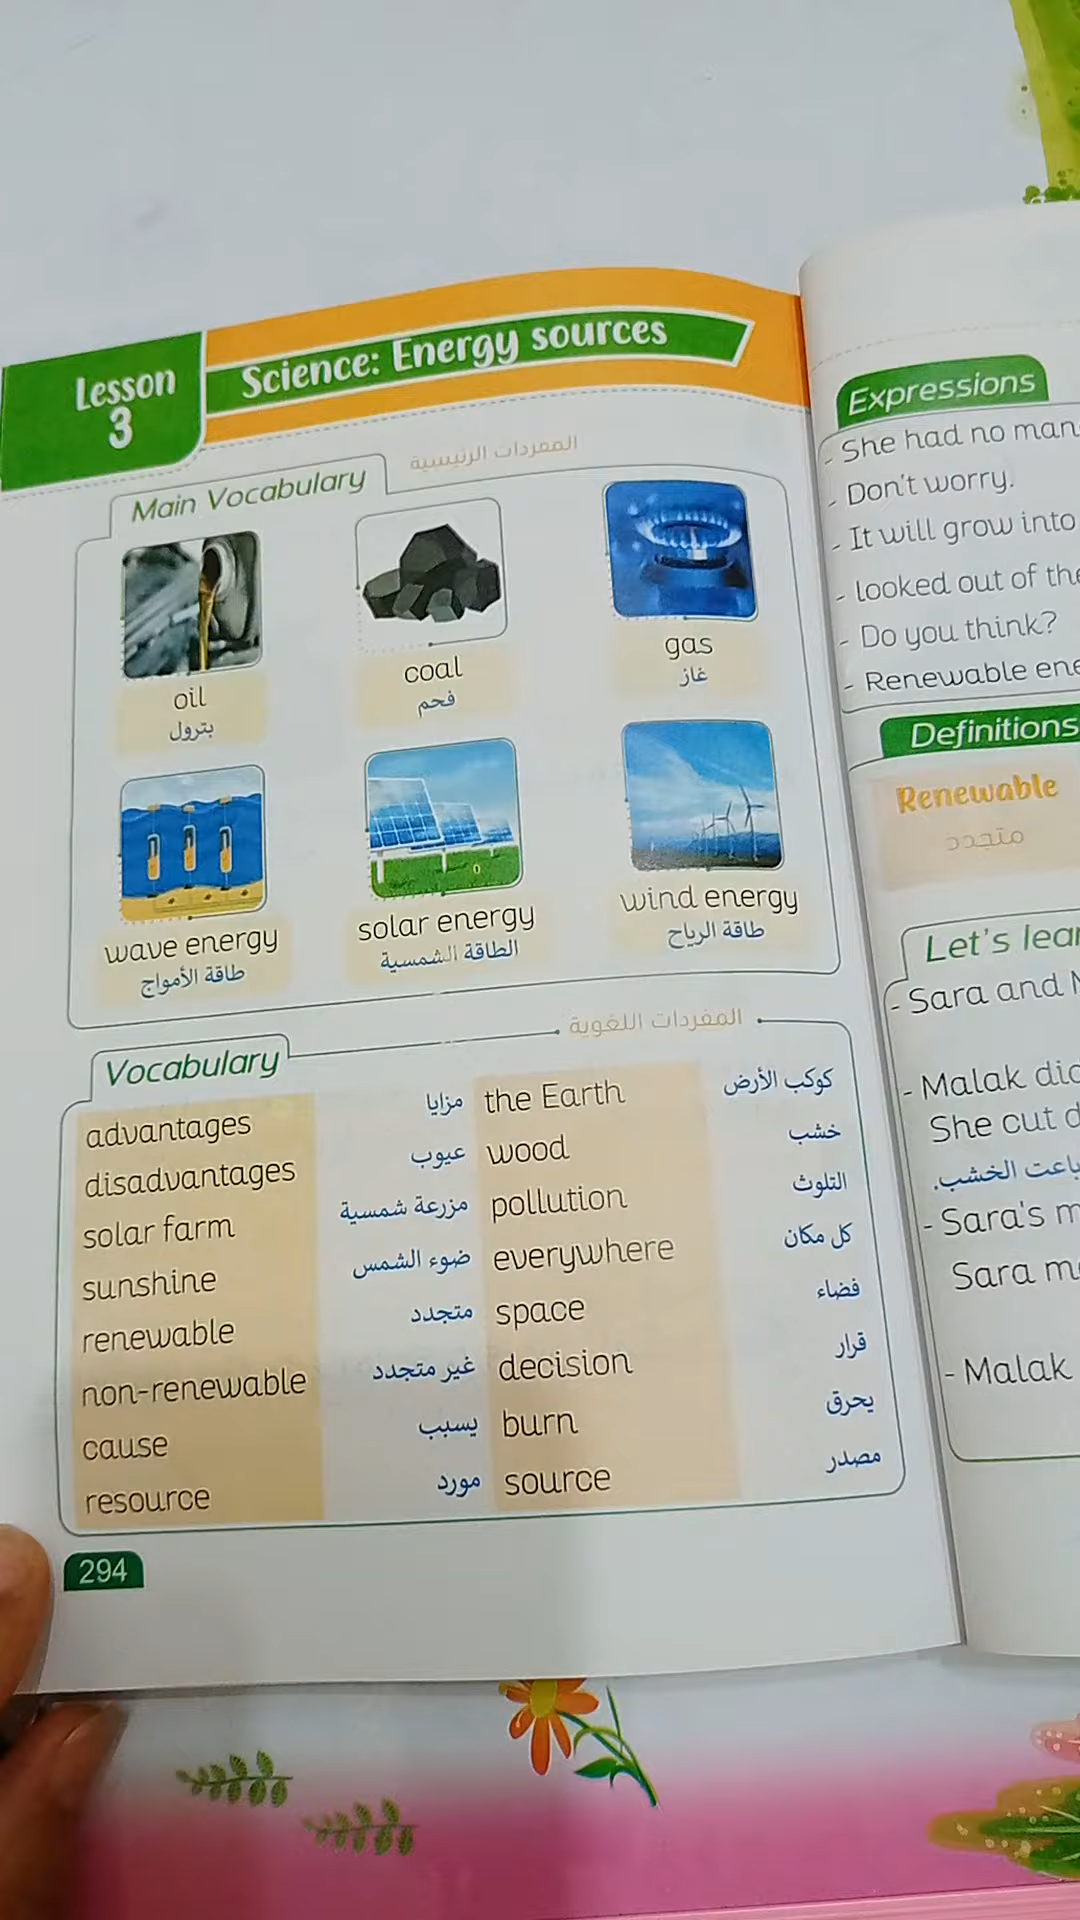 Lesson
3
Science: Energy sources
Main Vocabulary
المفردات الرئيسية
oil
بترول
coal
فحم
gas
غاز
wave energy
طاقة الأمواج
solar energy
الطاقة الشمسية
wind energy
طاقة الرياح
Vocabulary
المفردات اللغوية
advantages مزايا the Earth كوكب الأرض
disadvantages عيوب wood خشب
solar farm مزرعة شمسية pollution التلوث
sunshine ضوء الشمس everywhere كل مكان
renewable متجدد space فضاء
non-renewable غير متجدد decision قرار
cause يسبب burn يحرق
resource مورد source مصدر
294
Expressions
- She had no man
- Don't worry.
- It will grow into
- looked out of the
- Do you think?
- Renewable ene
Definitions
Renewable
متجدد
Let's lear
- Sara and
- Malak did
She cut d
باعت الخشب.
- Sara's m
Sara m
- Malak